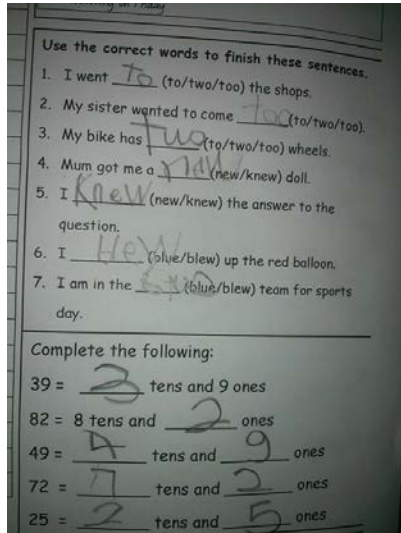 on Friday
Use the correct words to finish these sentences.
1. I went To (to/two/too) the shops.
2. My sister wanted to come too (to/two/too).
3. My bike has Two (to/two/too) wheels.
4. Mum got me a (new/knew) doll.
5. I Knew (new/knew) the answer to the
question.
6. I (blue/blew) up the red balloon.
7. I am in the (blue/blew) team for sports
day.
Complete the following:
39 = 3 tens and 9 ones
82 = 8 tens and 2 ones
49 = 4 tens and 9 ones
72 = 7 tens and 2 ones
25 = 2 tens and 5 ones